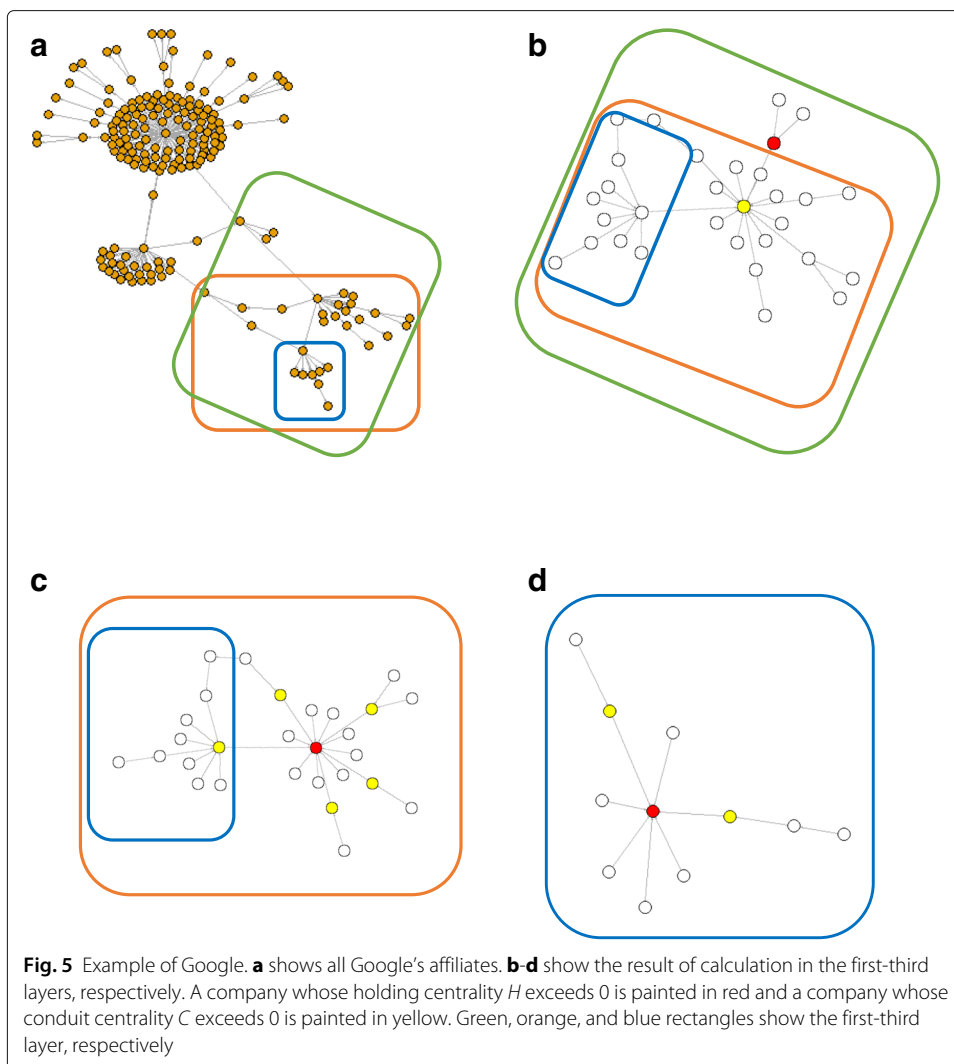 a
b
c
d
Fig. 5 Example of Google. a shows all Google's affiliates. b-d show the result of calculation in the first-third
layers, respectively. A company whose holding centrality H exceeds 0 is painted in red and a company whose
conduit centrality C exceeds 0 is painted in yellow. Green, orange, and blue rectangles show the first-third
layer, respectively